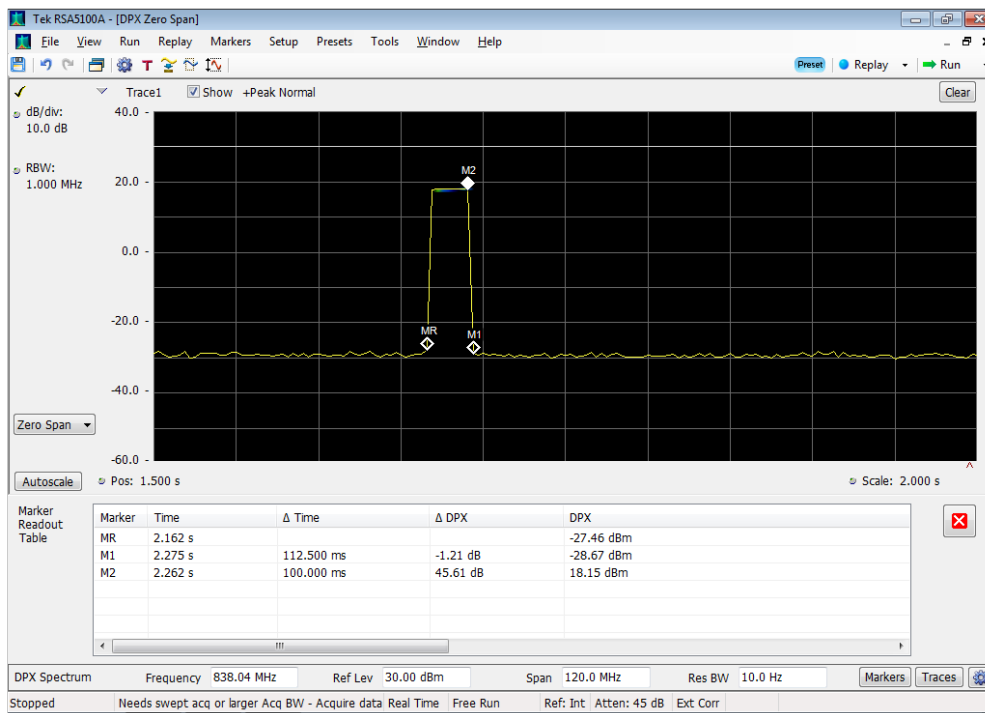 Tek RSA5100A - [DPX Zero Span]
File View Run Replay Markers Setup Presets Tools Window Help
T Preset Replay Run
Trace1 Show +Peak Normal Clear
dB/div:
10.0 dB
RBW:
1.000 MHz
40.0
20.0
0.0
-20.0
-40.0
-60.0
M2
MR
M1
Zero Span
Autoscale Pos: 1.500 s Scale: 2.000 s
Marker
Readout
Table
Marker Time Δ Time Δ DPX DPX
MR 2.162 s -27.46 dBm
M1 2.275 s 112.500 ms -1.21 dB -28.67 dBm
M2 2.262 s 100.000 ms 45.61 dB 18.15 dBm
DPX Spectrum Frequency 838.04 MHz Ref Lev 30.00 dBm Span 120.0 MHz Res BW 10.0 Hz Markers Traces
Stopped Needs swept acq or larger Acq BW - Acquire data Real Time Free Run Ref: Int Atten: 45 dB Ext Corr